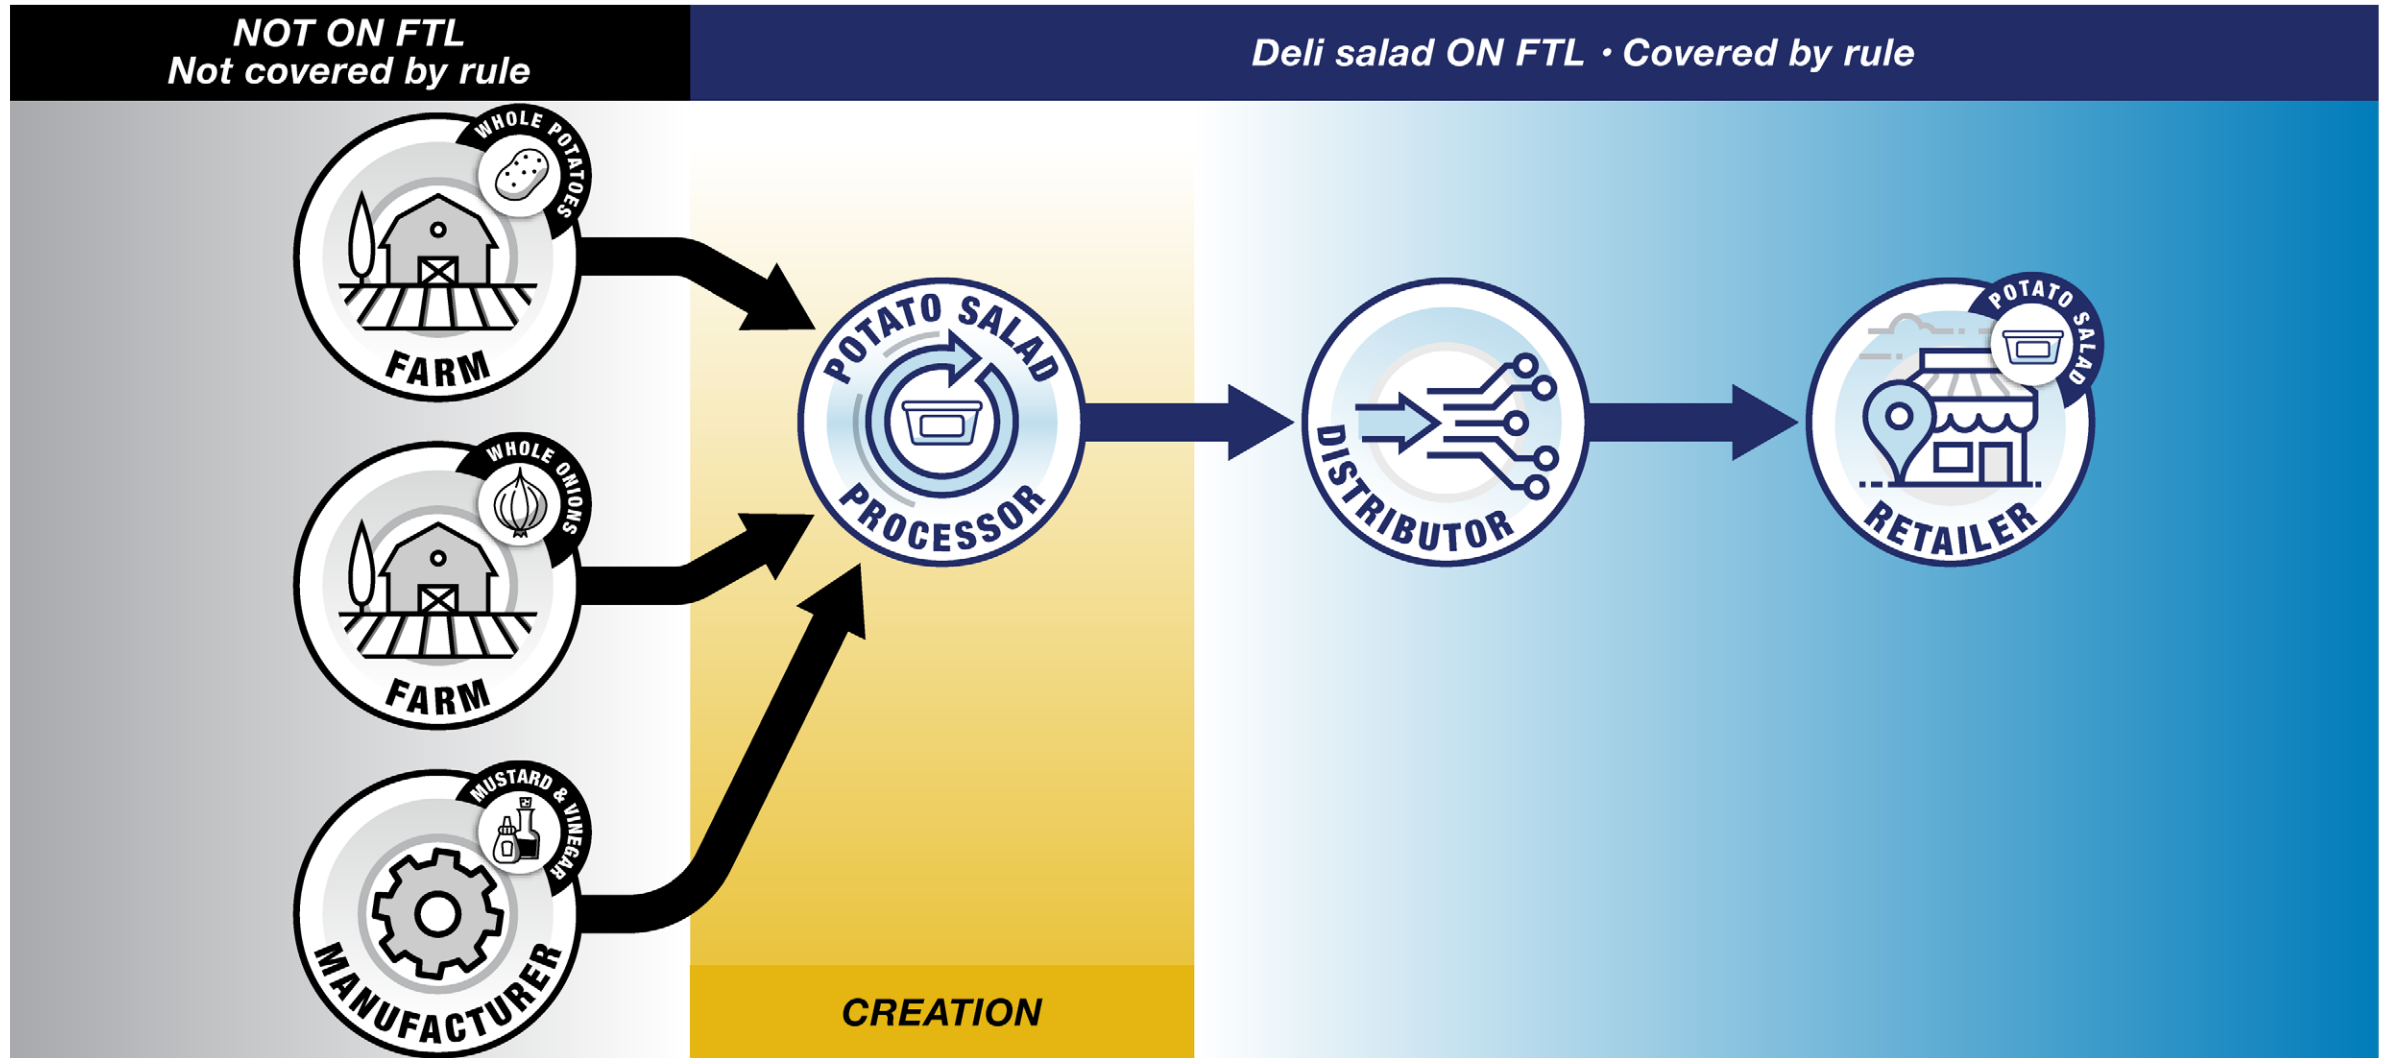 NOT ON FTL
Not covered by rule
Deli salad ON FTL • Covered by rule
WHOLE POTATOES
FARM
WHOLE ONIONS
FARM
MUSTARD & VINEGAR
MANUFACTURER
POTATO SALAD
PROCESSOR
CREATION
DISTRIBUTOR
POTATO SALAD
RETAILER